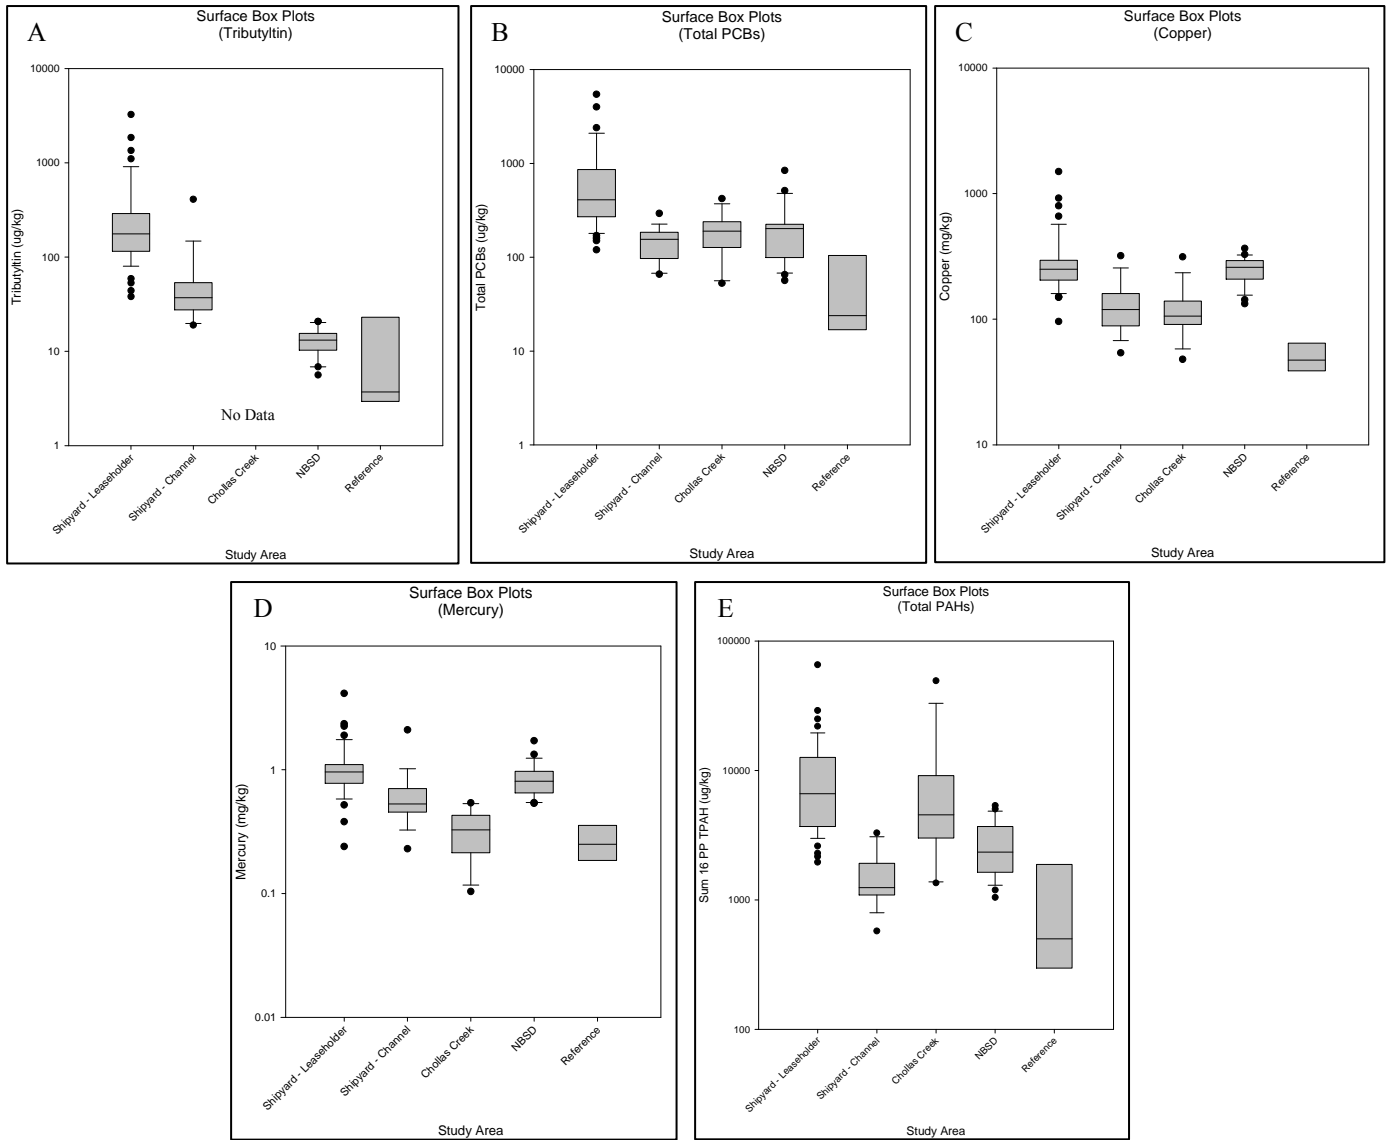 A
Surface Box Plots
(Tributyltin)
10000
1000
100
10
1
Tributyltin (ug/kg)
No Data
Shipyard - Leaseholder
Shipyard - Channel
Chollas Creek
NBSD
Reference
Study Area
B
Surface Box Plots
(Total PCBs)
10000
1000
100
10
1
Total PCBs (ug/kg)
Shipyard - Leaseholder
Shipyard - Channel
Chollas Creek
NBSD
Reference
Study Area
C
Surface Box Plots
(Copper)
10000
1000
100
10
Copper (mg/kg)
Shipyard - Leaseholder
Shipyard - Channel
Chollas Creek
NBSD
Reference
Study Area
D
Surface Box Plots
(Mercury)
10
1
0.1
0.01
Mercury (mg/kg)
Shipyard - Leaseholder
Shipyard - Channel
Chollas Creek
NBSD
Reference
Study Area
E
Surface Box Plots
(Total PAHs)
100000
10000
1000
100
Sum 16 PP TPAH (ug/kg)
Shipyard - Leaseholder
Shipyard - Channel
Chollas Creek
NBSD
Reference
Study Area